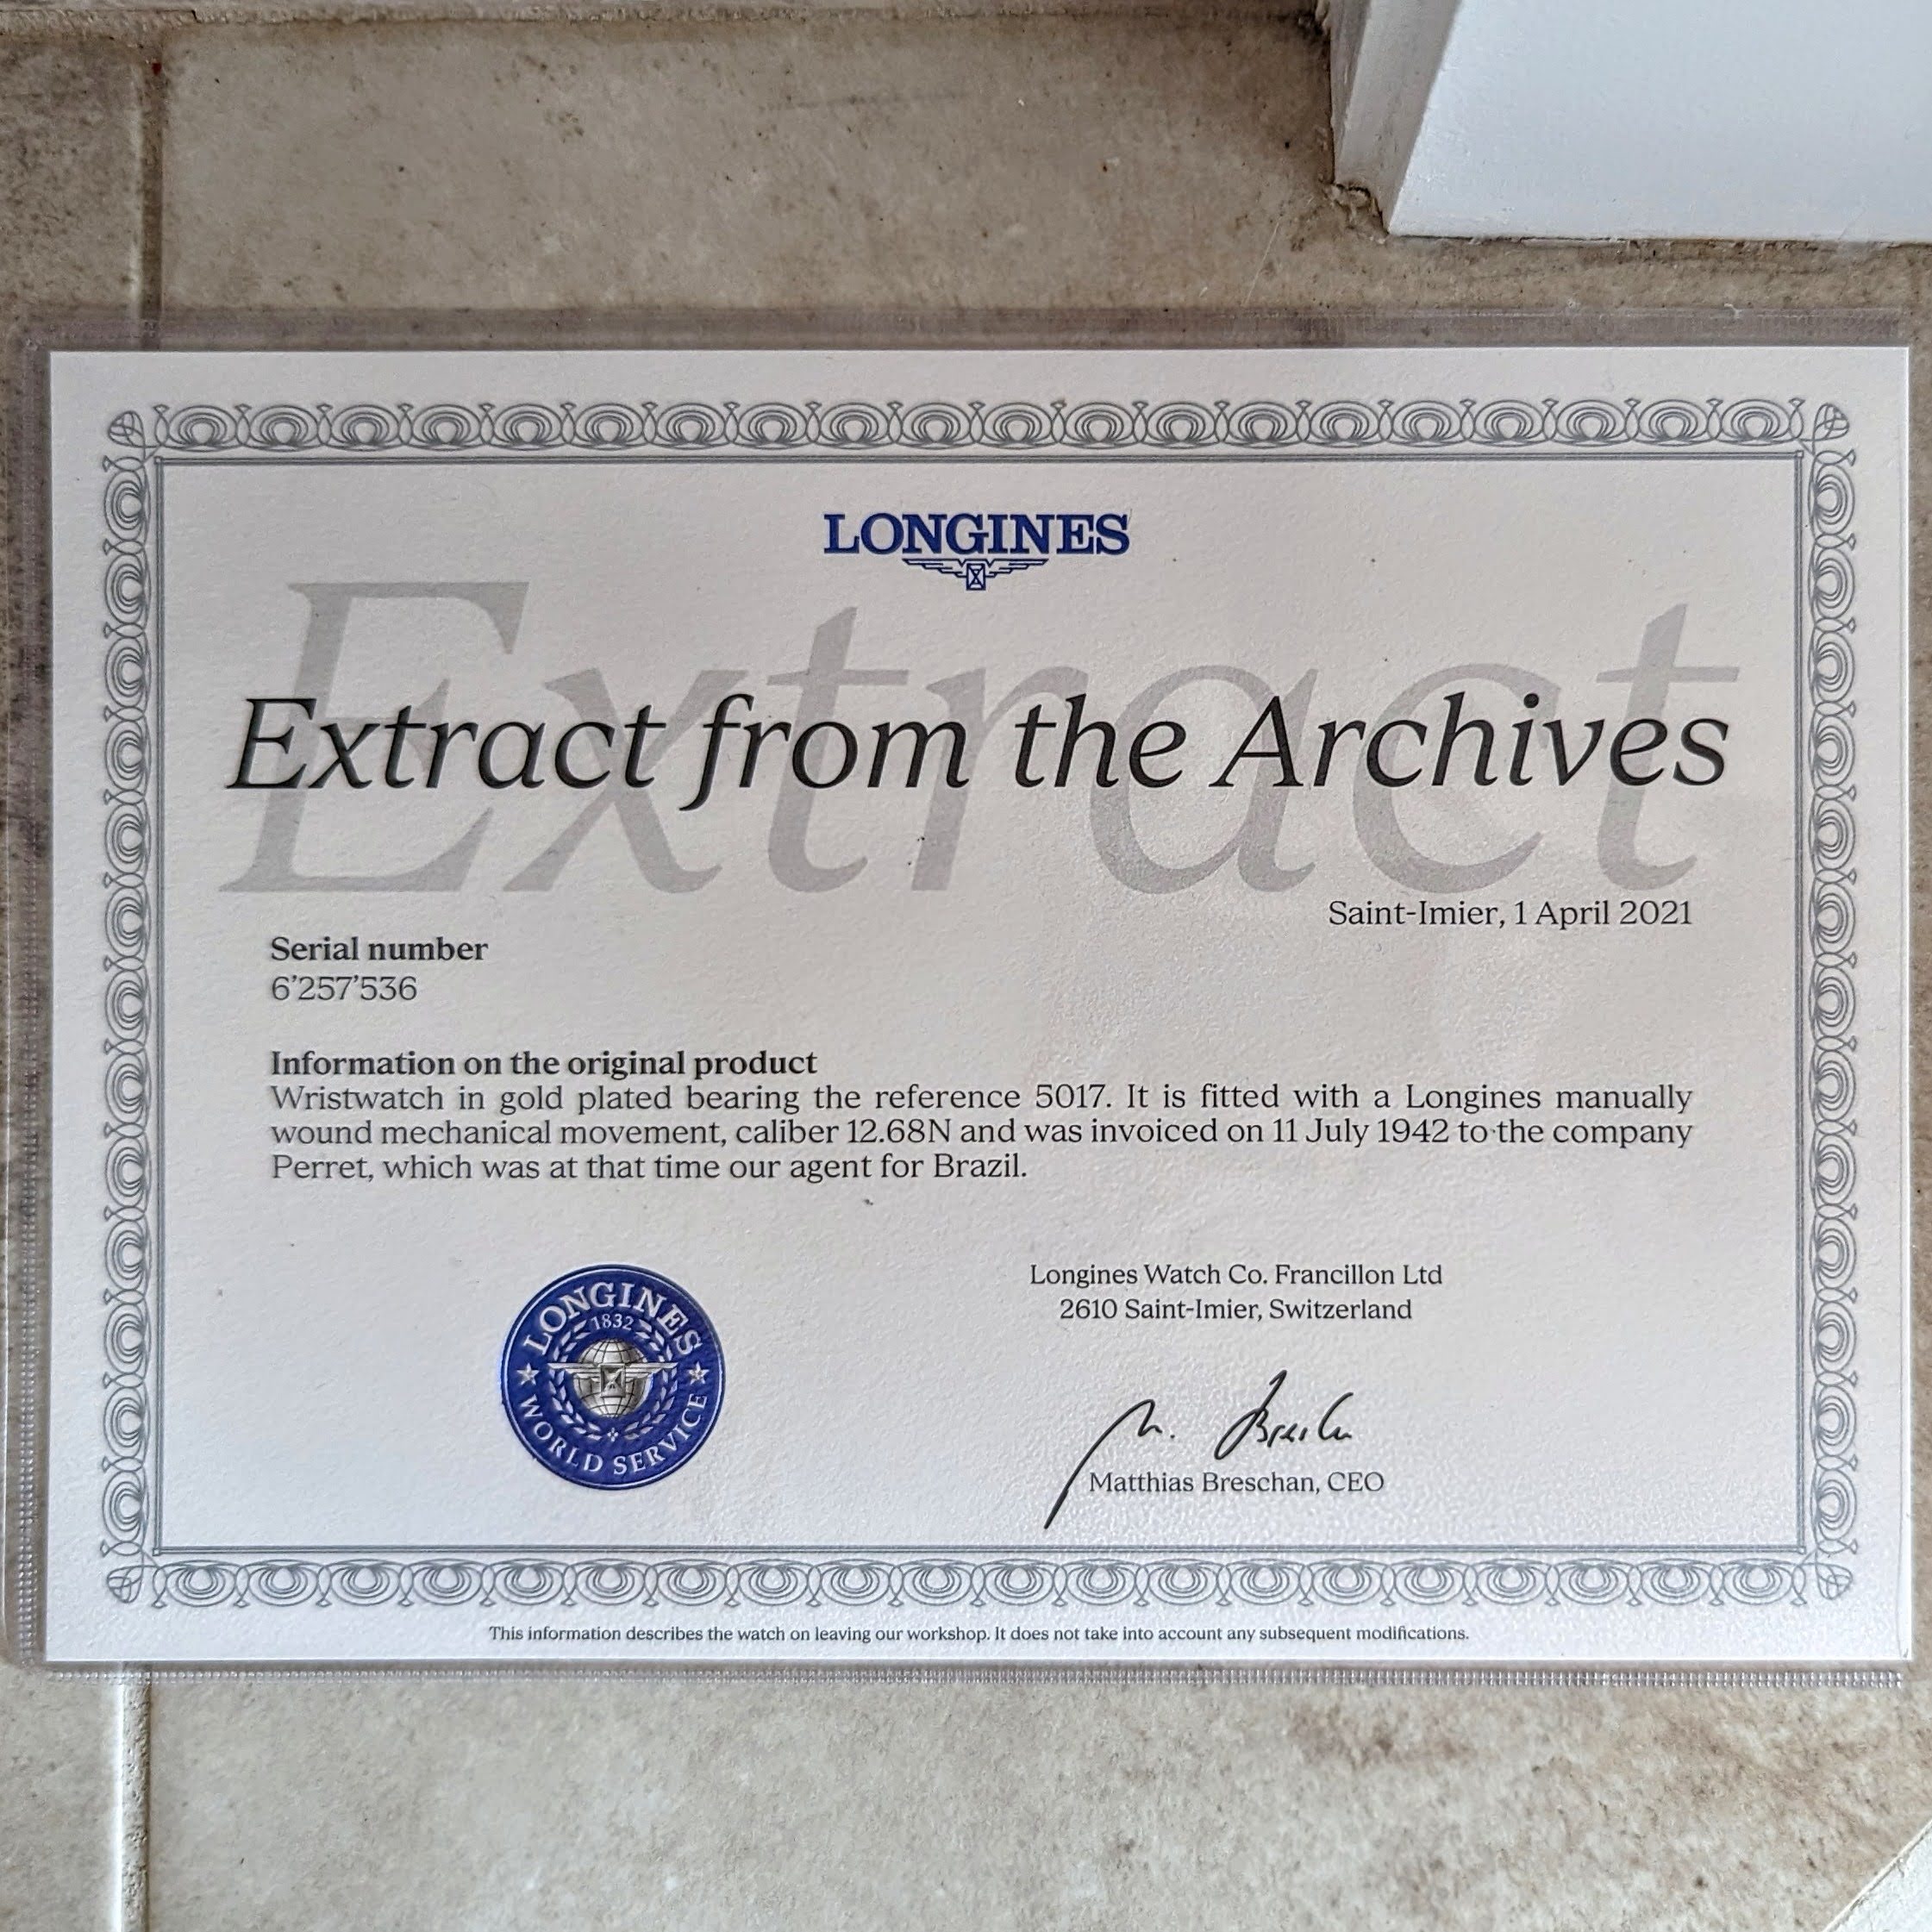 LONGINES
Extract
Extract from the Archives
Saint-Imier, 1 April 2021
Serial number
6’257’536
Information on the original product
Wristwatch in gold plated bearing the reference 5017. It is fitted with a Longines manually
wound mechanical movement, caliber 12.68N and was invoiced on 11 July 1942 to the company
Perret, which was at that time our agent for Brazil.
LONGINES
1832
WORLD SERVICE
Longines Watch Co. Francillon Ltd
2610 Saint-Imier, Switzerland
Matthias Breschan, CEO
This information describes the watch on leaving our workshop. It does not take into account any subsequent modifications.